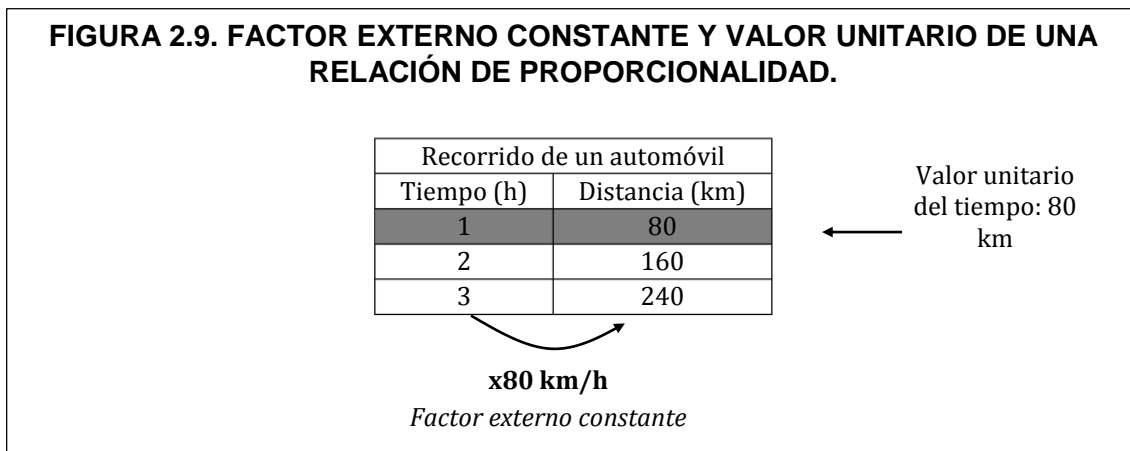 FIGURA 2.9. FACTOR EXTERNO CONSTANTE Y VALOR UNITARIO DE UNA
RELACIÓN DE PROPORCIONALIDAD.
Recorrido de un automóvil
Tiempo (h) Distancia (km)
1 80
2 160
3 240
Valor unitario
del tiempo: 80
km
x80 km/h
Factor externo constante